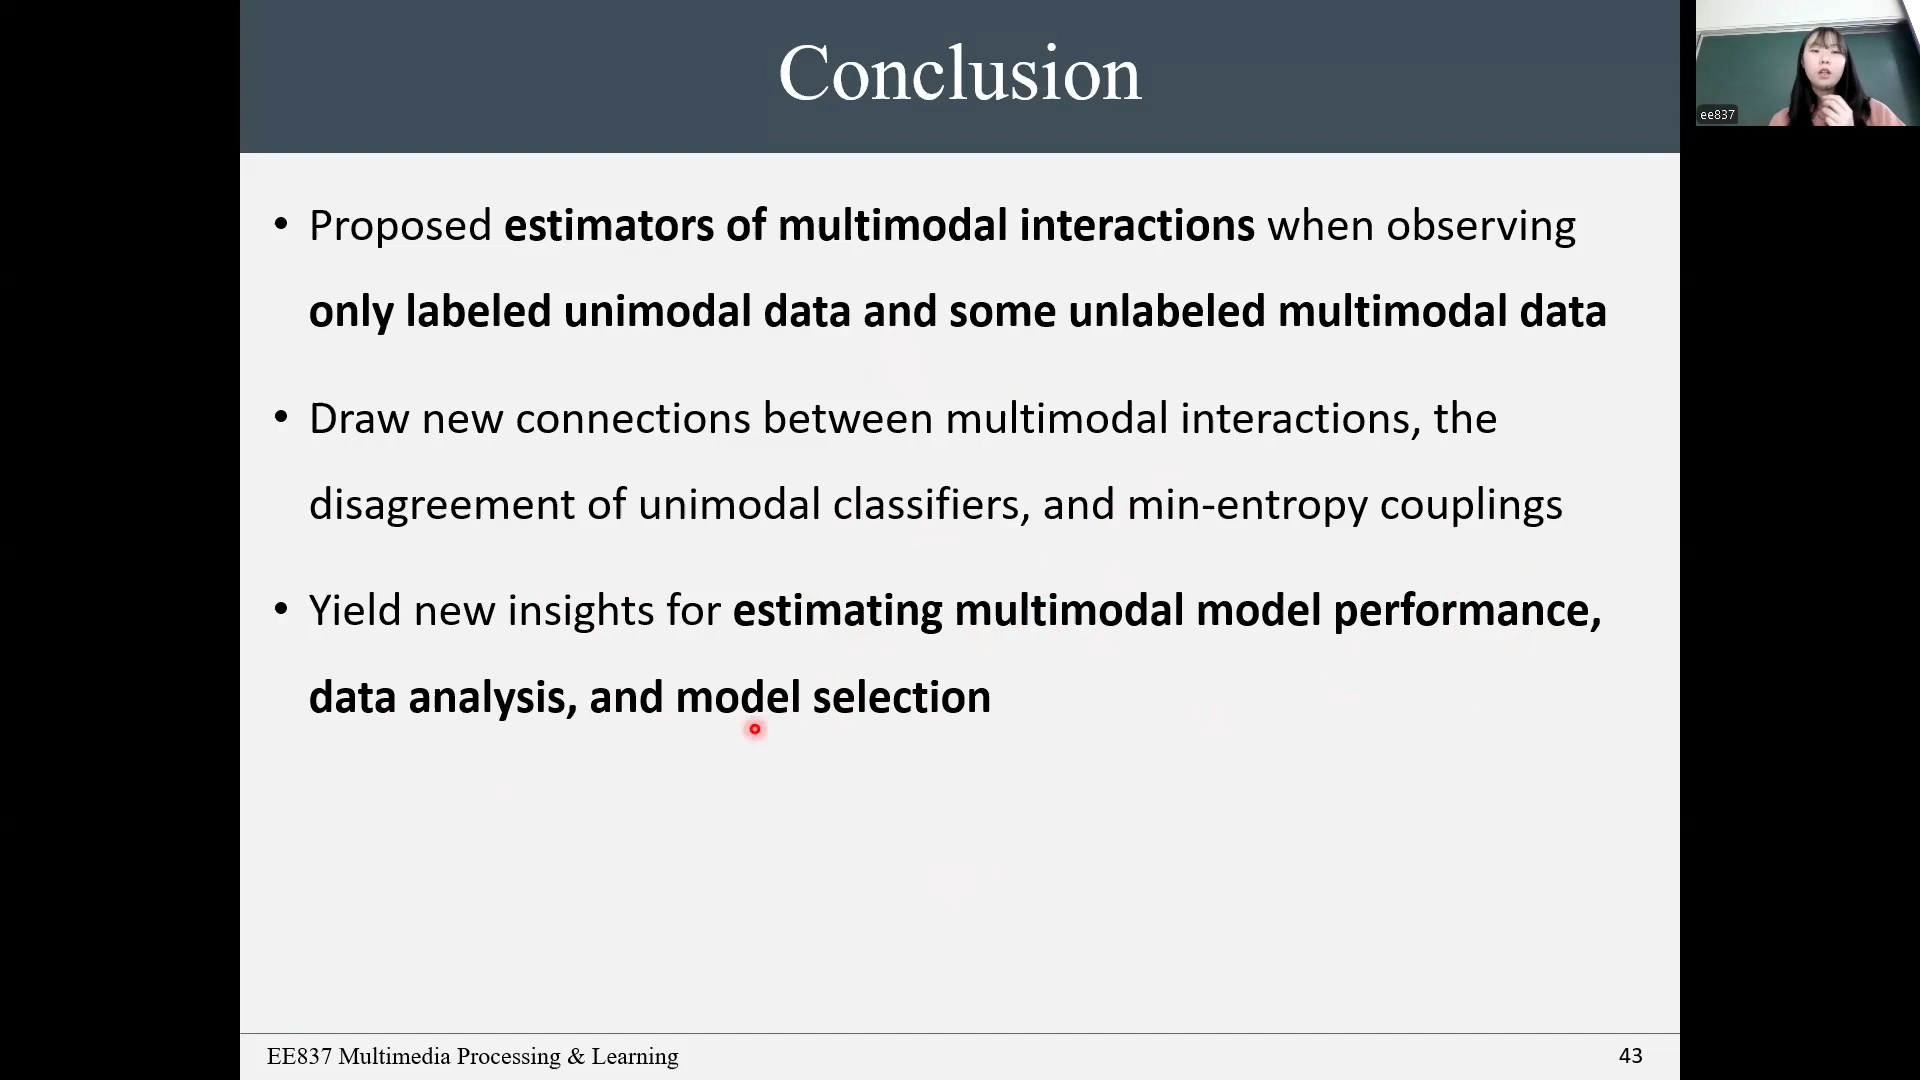 Conclusion
ee837
• Proposed estimators of multimodal interactions when observing
only labeled unimodal data and some unlabeled multimodal data
• Draw new connections between multimodal interactions, the
disagreement of unimodal classifiers, and min-entropy couplings
• Yield new insights for estimating multimodal model performance,
data analysis, and model selection
EE837 Multimedia Processing & Learning
43